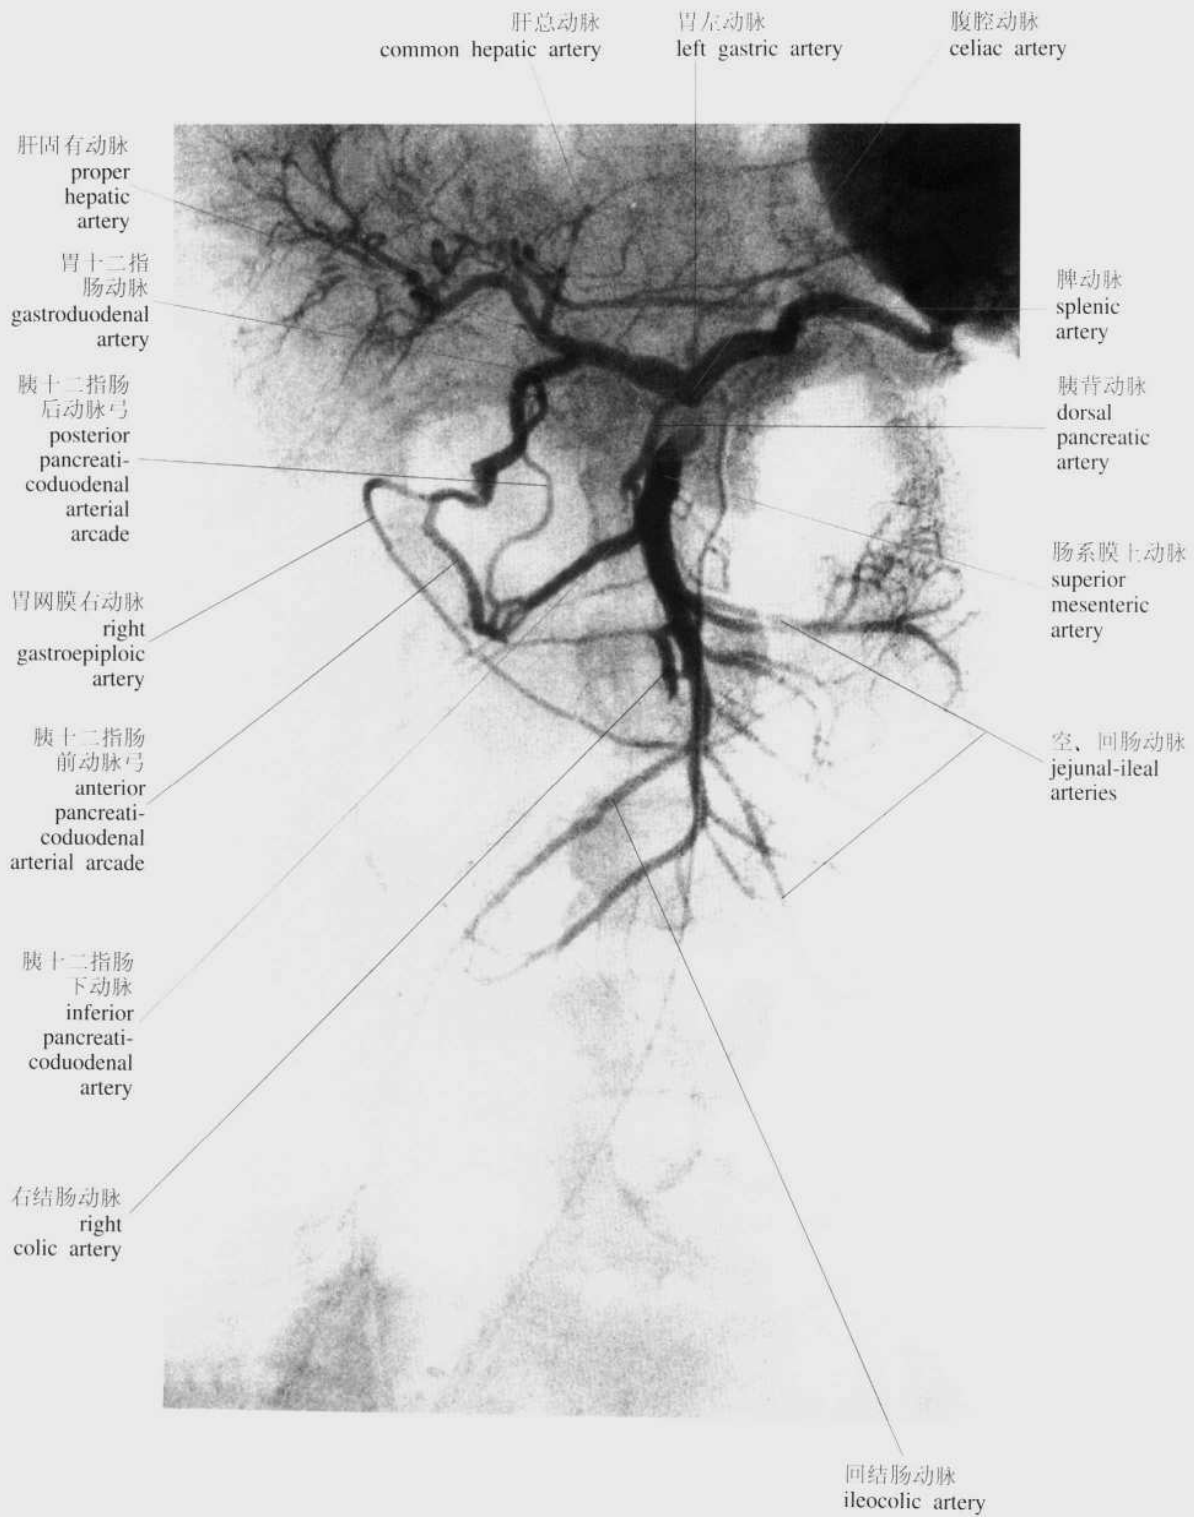 肝总动脉
common hepatic artery
胃左动脉
left gastric artery
腹腔动脉
celiac artery
肝固有动脉
proper
hepatic
artery
胃十二指
肠动脉
gastroduodenal
artery
胰十二指肠
后动脉弓
posterior
pancreati-
coduodenal
arterial
arcade
胃网膜右动脉
right
gastroepiploic
artery
胰十二指肠
前动脉弓
anterior
pancreati-
coduodenal
arterial arcade
胰十二指肠
下动脉
inferior
pancreati-
coduodenal
artery
右结肠动脉
right
colic artery
脾动脉
splenic
artery
胰背动脉
dorsal
pancreatic
artery
肠系膜上动脉
superior
mesenteric
artery
空、回肠动脉
jejunal-ileal
arteries
回结肠动脉
ileocolic artery